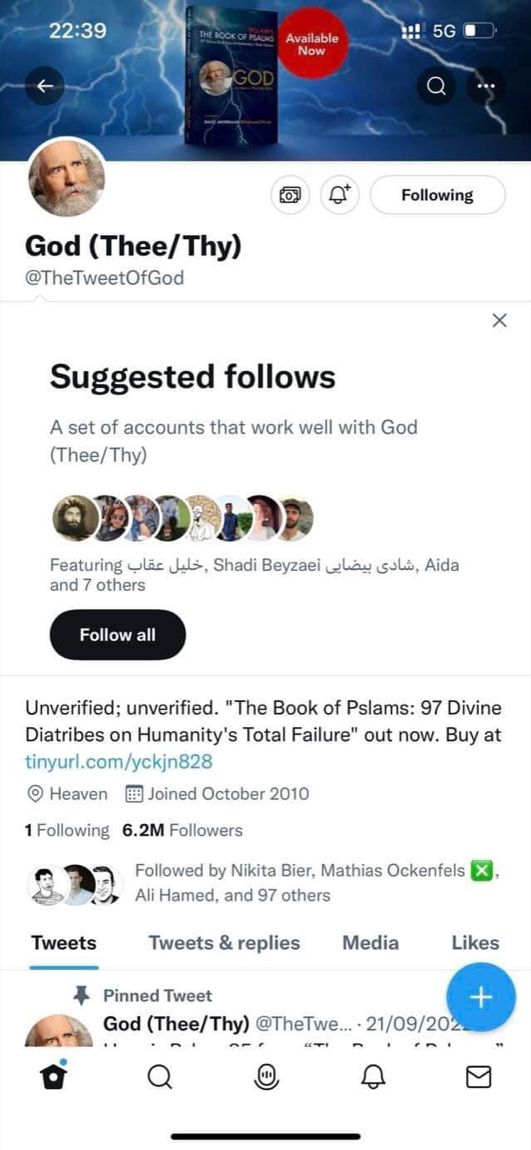 22:39
5G
THE BOOK OF PSALMS
GOD
Available
Now
Following
God (Thee/Thy)
@TheTweetOfGod
Suggested follows
A set of accounts that work well with God
(Thee/Thy)
Featuring خلیل عقاب, Shadi Beyzaei شادی بیضایی, Aida
and 7 others
Follow all
Unverified; unverified. "The Book of Pslams: 97 Divine
Diatribes on Humanity's Total Failure" out now. Buy at
tinyurl.com/yckjn828
Heaven Joined October 2010
1 Following 6.2M Followers
Followed by Nikita Bier, Mathias Ockenfels ❎,
Ali Hamed, and 97 others
Tweets Tweets & replies Media Likes
Pinned Tweet
God (Thee/Thy) @TheTwe... · 21/09/202